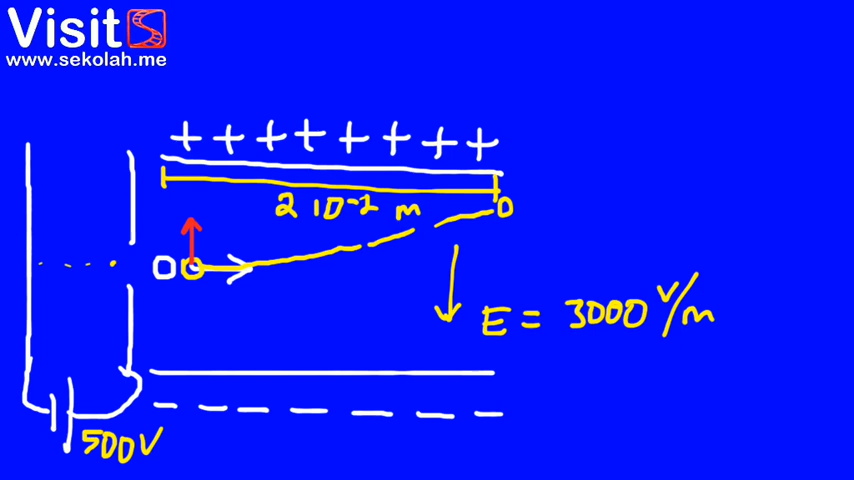 Visit S
www.sekolah.me
+ + + + + + + +
2 10⁻² m
E = 3000 V/m
500V